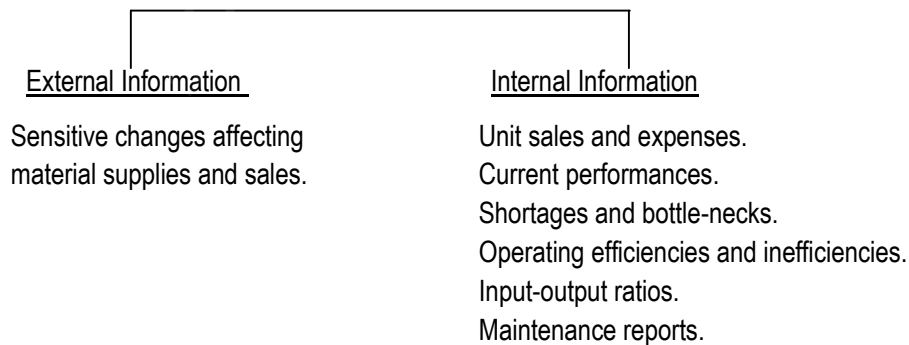 External Information
Sensitive changes affecting
material supplies and sales.
Internal Information
Unit sales and expenses.
Current performances.
Shortages and bottle-necks.
Operating efficiencies and inefficiencies.
Input-output ratios.
Maintenance reports.